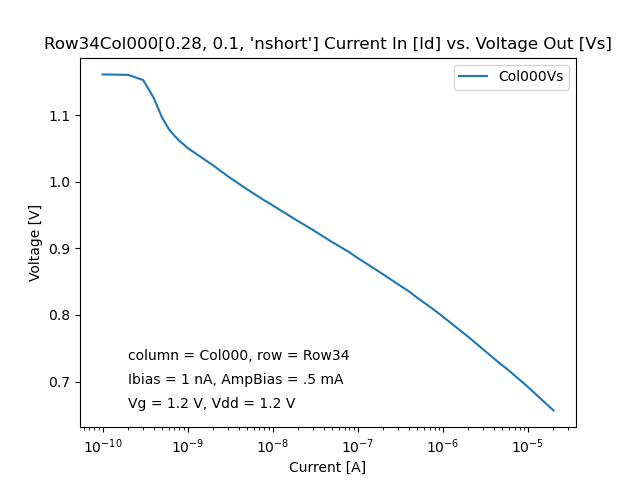 Row34Col000[0.28, 0.1, 'nshort'] Current In [Id] vs. Voltage Out [Vs]
Col000Vs
1.1
1.0
0.9
0.8
0.7
Voltage [V]
column = Col000, row = Row34
Ibias = 1 nA, AmpBias = .5 mA
Vg = 1.2 V, Vdd = 1.2 V
10⁻¹⁰ 10⁻⁹ 10⁻⁸ 10⁻⁷ 10⁻⁶ 10⁻⁵
Current [A]